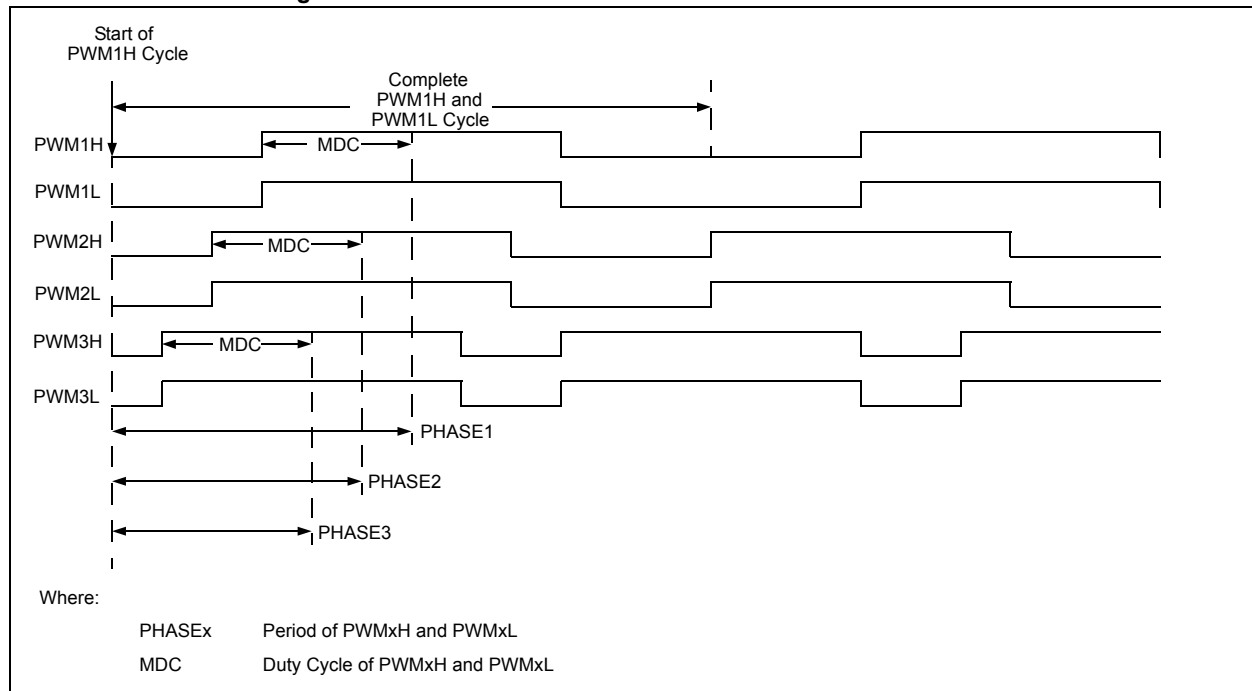 Start of
PWM1H Cycle
Complete
PWM1H and
PWM1L Cycle
PWM1H
MDC
PWM1L
PWM2H
MDC
PWM2L
PWM3H
MDC
PWM3L
PHASE1
PHASE2
PHASE3
Where:
PHASEx Period of PWMxH and PWMxL
MDC Duty Cycle of PWMxH and PWMxL